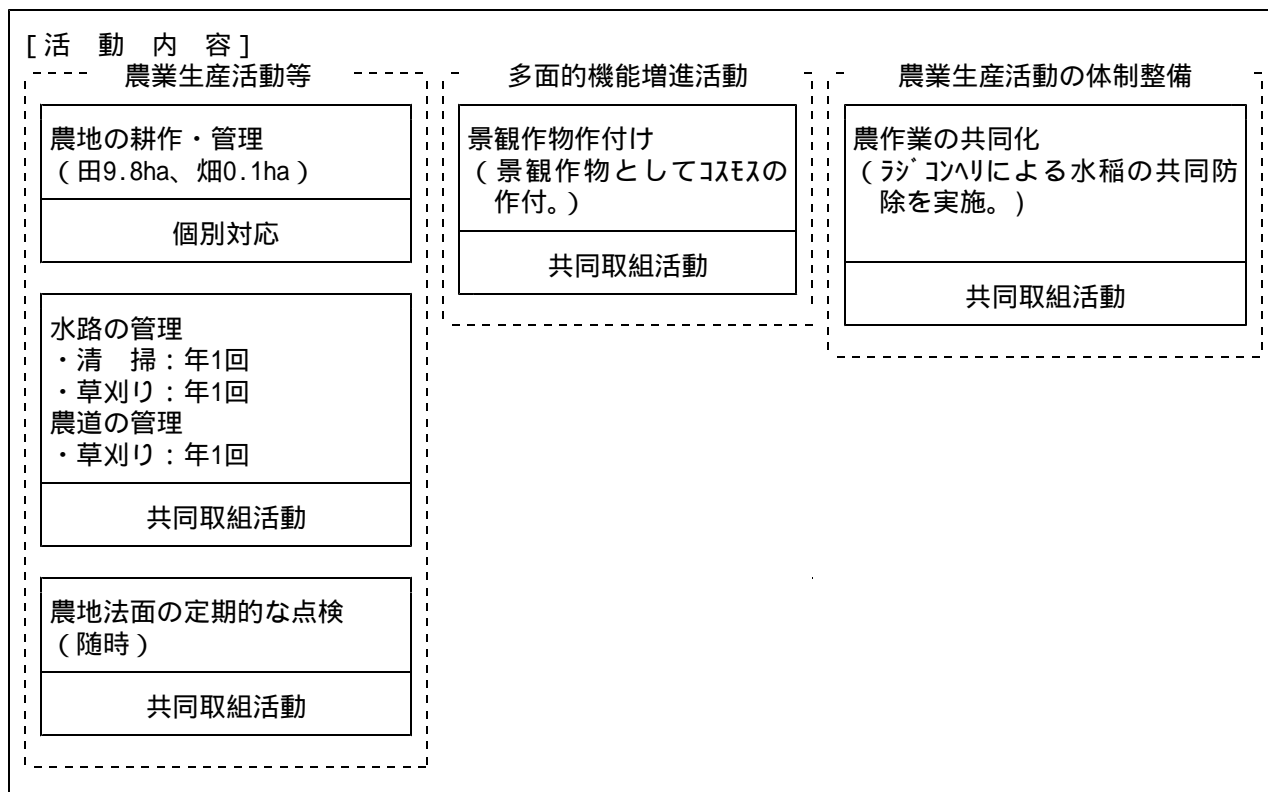 [活　動　内　容]
農業生産活動等
農地の耕作・管理
（田9.8ha、畑0.1ha）
個別対応
水路の管理
・清　掃：年1回
・草刈り：年1回
農道の管理
・草刈り：年1回
共同取組活動
農地法面の定期的な点検
（随時）
共同取組活動
多面的機能増進活動
景観作物作付け
（景観作物としてｺｽﾓｽの
作付。）
共同取組活動
農業生産活動の体制整備
農作業の共同化
（ﾗｼﾞｺﾝﾍﾘによる水稲の共同防
除を実施。)
共同取組活動